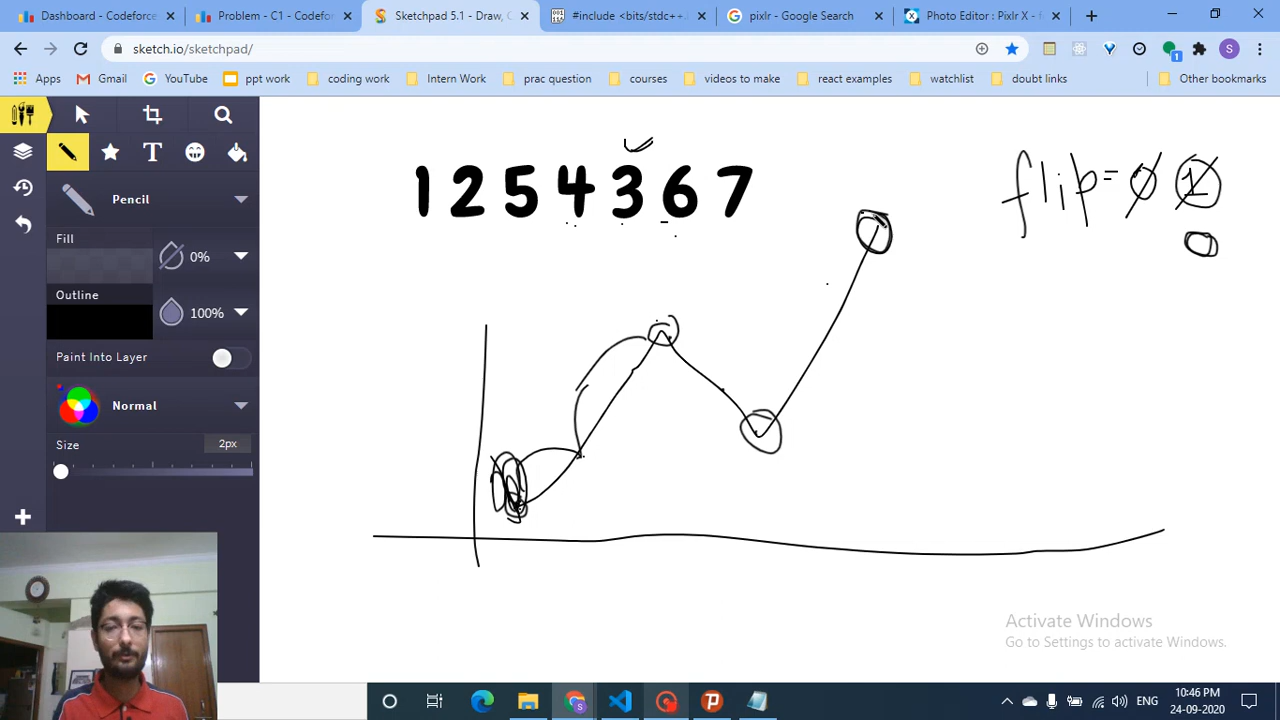 Dashboard - Codeforces
Problem - C1 - Codefor
Sketchpad 5.1 - Draw, C
#include <bits/stdc++.
pixlr - Google Search
Photo Editor : Pixlr X - f
sketch.io/sketchpad/
S
1
Apps
Gmail
YouTube
ppt work
coding work
Intern Work
prac question
courses
videos to make
react examples
watchlist
doubt links
Other bookmarks
T
Pencil
Fill
0%
Outline
100%
Paint Into Layer
Normal
Size
2px
1 2 5 4 3 6 7
flip = 0 1
0
Activate Windows
Go to Settings to activate Windows.
ENG
10:46 PM
24-09-2020